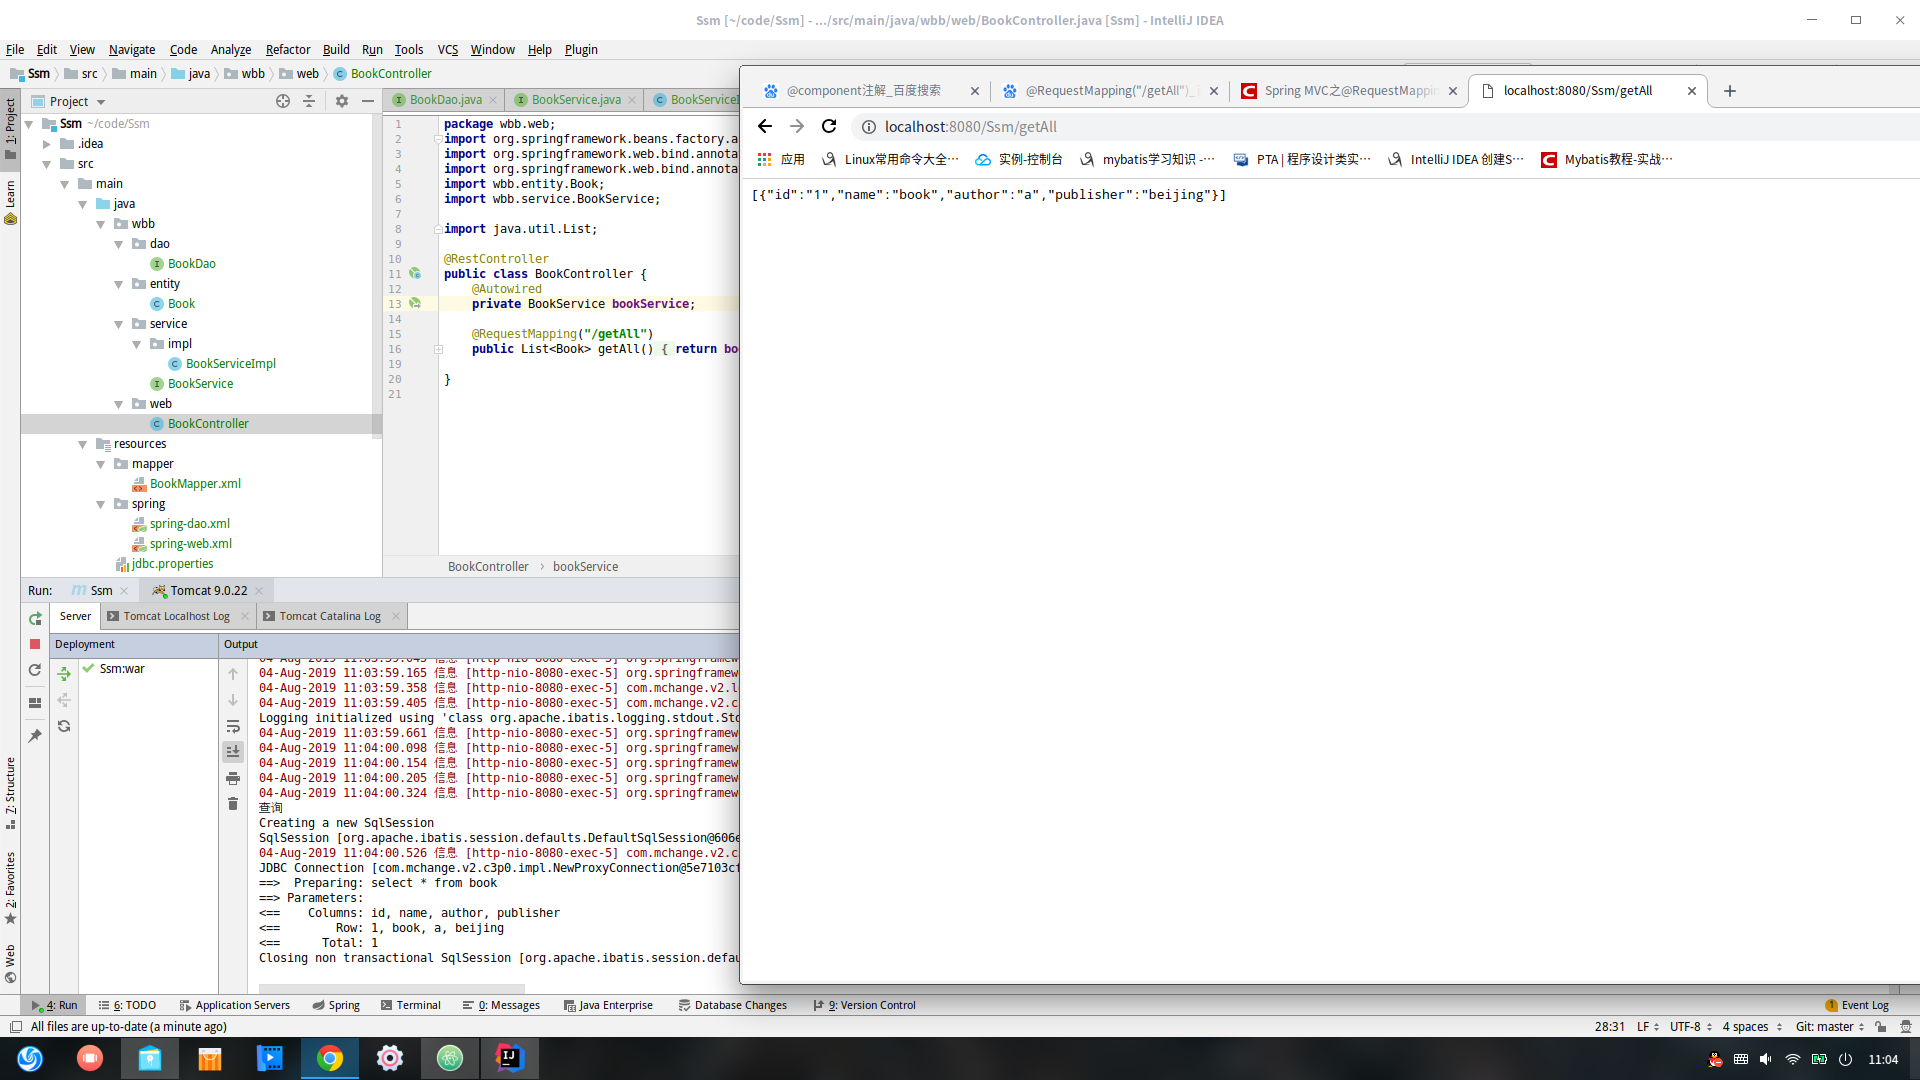 Ssm [~/code/Ssm] - .../src/main/java/wbb/web/BookController.java [Ssm] - IntelliJ IDEA
File Edit View Navigate Code Analyze Refactor Build Run Tools VCS Window Help Plugin
Ssm src main java wbb web BookController
1: Project
Learn
7: Structure
2: Favorites
Web
Project
Ssm ~/code/Ssm
.idea
src
main
java
wbb
dao
BookDao
entity
Book
service
impl
BookServiceImpl
BookService
web
BookController
resources
mapper
BookMapper.xml
spring
spring-dao.xml
spring-web.xml
jdbc.properties
BookDao.java BookService.java BookServiceI
1 package wbb.web;
2 import org.springframework.beans.factory.a
3 import org.springframework.web.bind.annota
4 import org.springframework.web.bind.annota
5 import wbb.entity.Book;
6 import wbb.service.BookService;
7
8 import java.util.List;
9
10 @RestController
11 public class BookController {
12 @Autowired
13 private BookService bookService;
14
15 @RequestMapping("/getAll")
16 public List<Book> getAll() { return bo
19
20 }
21
BookController › bookService
@component注解_百度搜索
@RequestMapping("/getAll")_
Spring MVC之@RequestMappin
localhost:8080/Ssm/getAll
localhost:8080/Ssm/getAll
应用 Linux常用命令大全… 实例-控制台 mybatis学习知识 -… PTA | 程序设计类实… IntelliJ IDEA 创建S… Mybatis教程-实战…
[{"id":"1","name":"book","author":"a","publisher":"beijing"}]
Run: Ssm Tomcat 9.0.22
Server Tomcat Localhost Log Tomcat Catalina Log
Deployment Output
Ssm:war
04-Aug-2019 11:03:59.165 信息 [http-nio-8080-exec-5] org.springframew
04-Aug-2019 11:03:59.358 信息 [http-nio-8080-exec-5] com.mchange.v2.l
04-Aug-2019 11:03:59.405 信息 [http-nio-8080-exec-5] com.mchange.v2.c
Logging initialized using 'class org.apache.ibatis.logging.stdout.Std
04-Aug-2019 11:03:59.661 信息 [http-nio-8080-exec-5] org.springframew
04-Aug-2019 11:04:00.098 信息 [http-nio-8080-exec-5] org.springframew
04-Aug-2019 11:04:00.154 信息 [http-nio-8080-exec-5] org.springframew
04-Aug-2019 11:04:00.205 信息 [http-nio-8080-exec-5] org.springframew
04-Aug-2019 11:04:00.324 信息 [http-nio-8080-exec-5] org.springframew
查询
Creating a new SqlSession
SqlSession [org.apache.ibatis.session.defaults.DefaultSqlSession@606e
04-Aug-2019 11:04:00.526 信息 [http-nio-8080-exec-5] com.mchange.v2.c
JDBC Connection [com.mchange.v2.c3p0.impl.NewProxyConnection@5e7103cf
==> Preparing: select * from book
==> Parameters:
<== Columns: id, name, author, publisher
<== Row: 1, book, a, beijing
<== Total: 1
Closing non transactional SqlSession [org.apache.ibatis.session.defau
4: Run 6: TODO Application Servers Spring Terminal 0: Messages Java Enterprise Database Changes 9: Version Control 1 Event Log
All files are up-to-date (a minute ago) 28:31 LF UTF-8 4 spaces Git: master
IJ
11:04